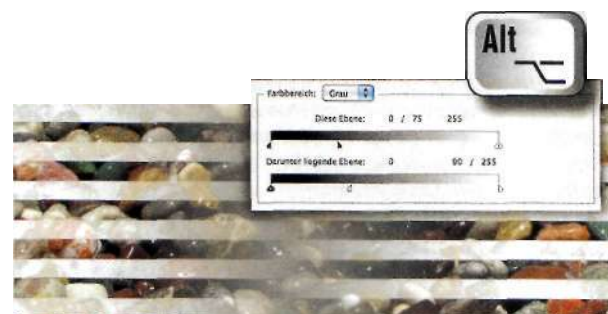 Alt
Farbbereich: Grau
Diese Ebene: 0 / 75 255
Darunter liegende Ebene: 0 90 / 255